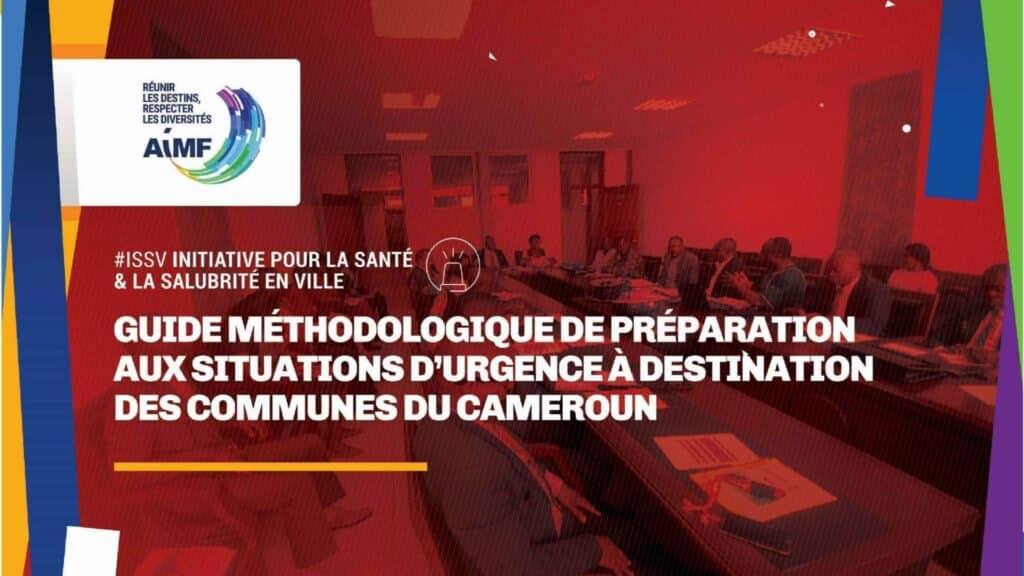 RÉUNIR
LES DESTINS,
RESPECTER
LES DIVERSITÉS
AiMF
#ISSV INITIATIVE POUR LA SANTÉ
& LA SALUBRITÉ EN VILLE
GUIDE MÉTHODOLOGIQUE DE PRÉPARATION
AUX SITUATIONS D'URGENCE À DESTINATION
DES COMMUNES DU CAMEROUN